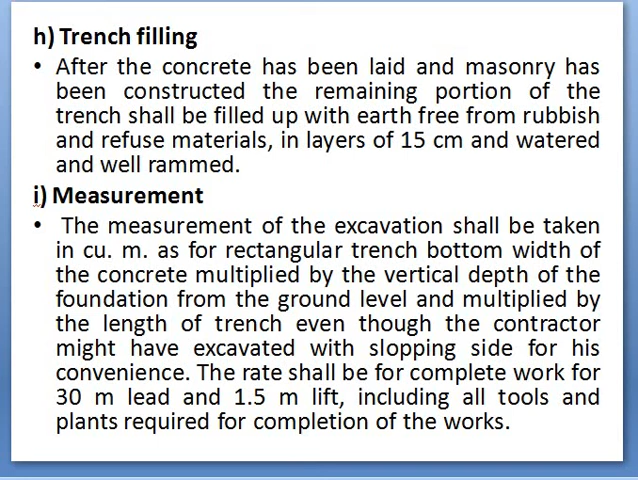 h) Trench filling
• After the concrete has been laid and masonry has
been constructed the remaining portion of the
trench shall be filled up with earth free from rubbish
and refuse materials, in layers of 15 cm and watered
and well rammed.
i) Measurement
• The measurement of the excavation shall be taken
in cu. m. as for rectangular trench bottom width of
the concrete multiplied by the vertical depth of the
foundation from the ground level and multiplied by
the length of trench even though the contractor
might have excavated with slopping side for his
convenience. The rate shall be for complete work for
30 m lead and 1.5 m lift, including all tools and
plants required for completion of the works.